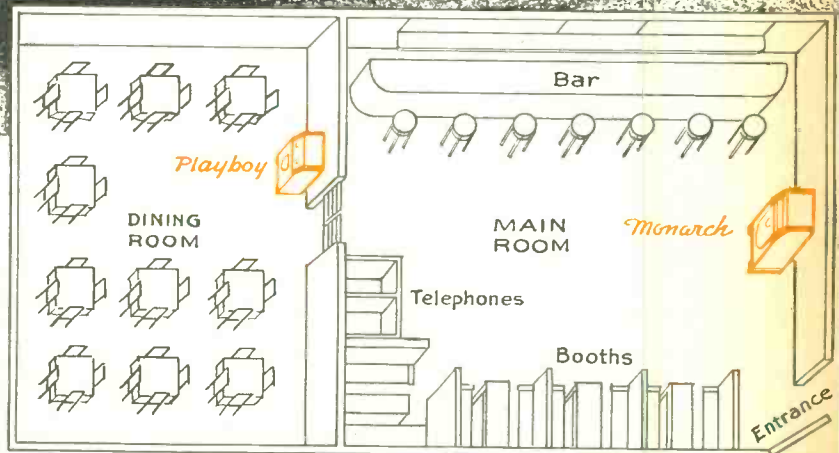 Bar
Playboy
DINING
ROOM
MAIN
ROOM
Monarch
Telephones
Booths
Entrance